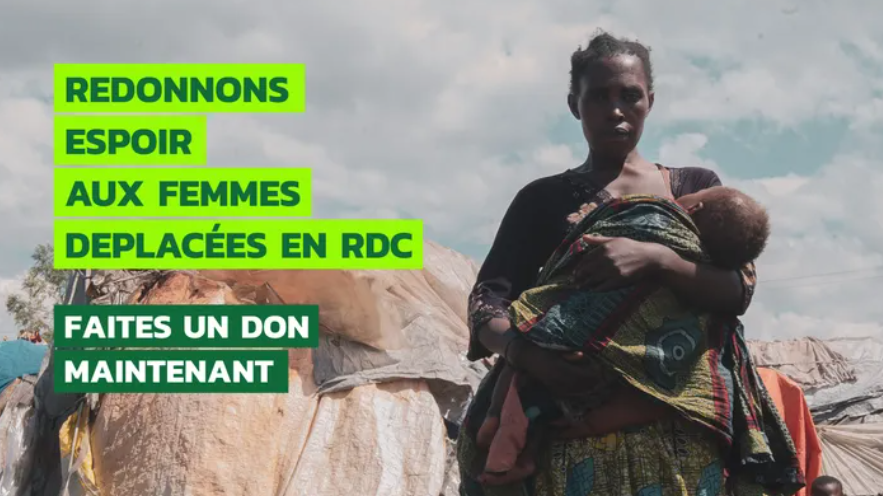 REDONNONS
ESPOIR
AUX FEMMES
DEPLACÉES EN RDC
FAITES UN DON
MAINTENANT